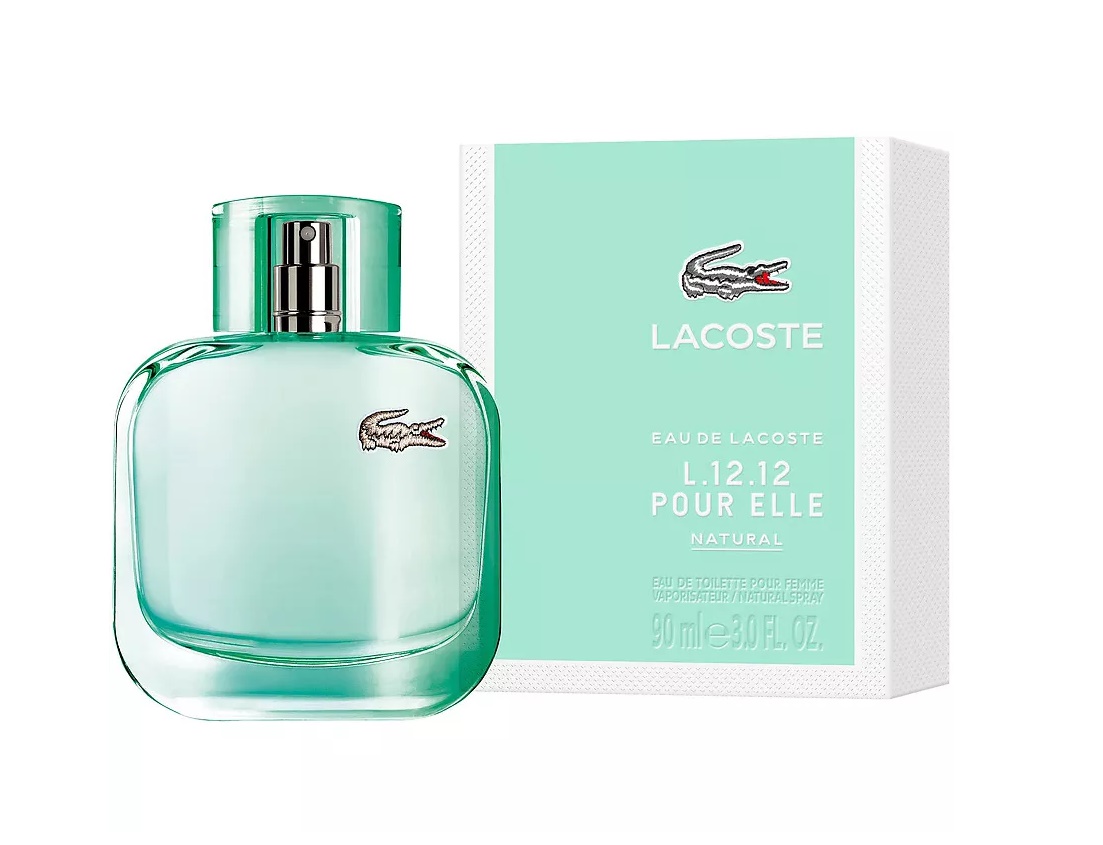 LACOSTE
EAU DE LACOSTE
L.12.12
POUR ELLE
NATURAL
EAU DE TOILETTE POUR FEMME
VAPORISATEUR / NATURAL SPRAY
90 ml e 3.0 FL. OZ.